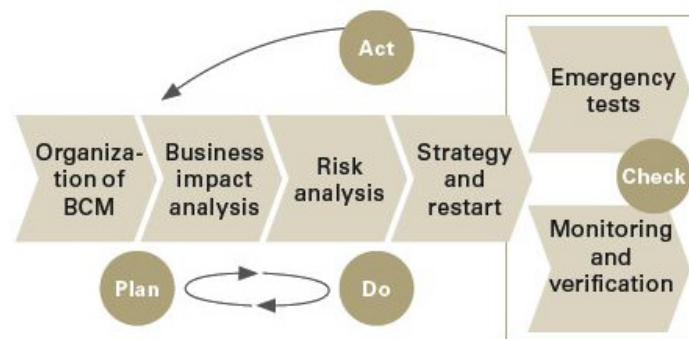 Act
Emergency
tests
Organiza-
tion of
BCM
Business
impact
analysis
Risk
analysis
Strategy
and
restart
Check
Monitoring
and
verification
Plan
Do